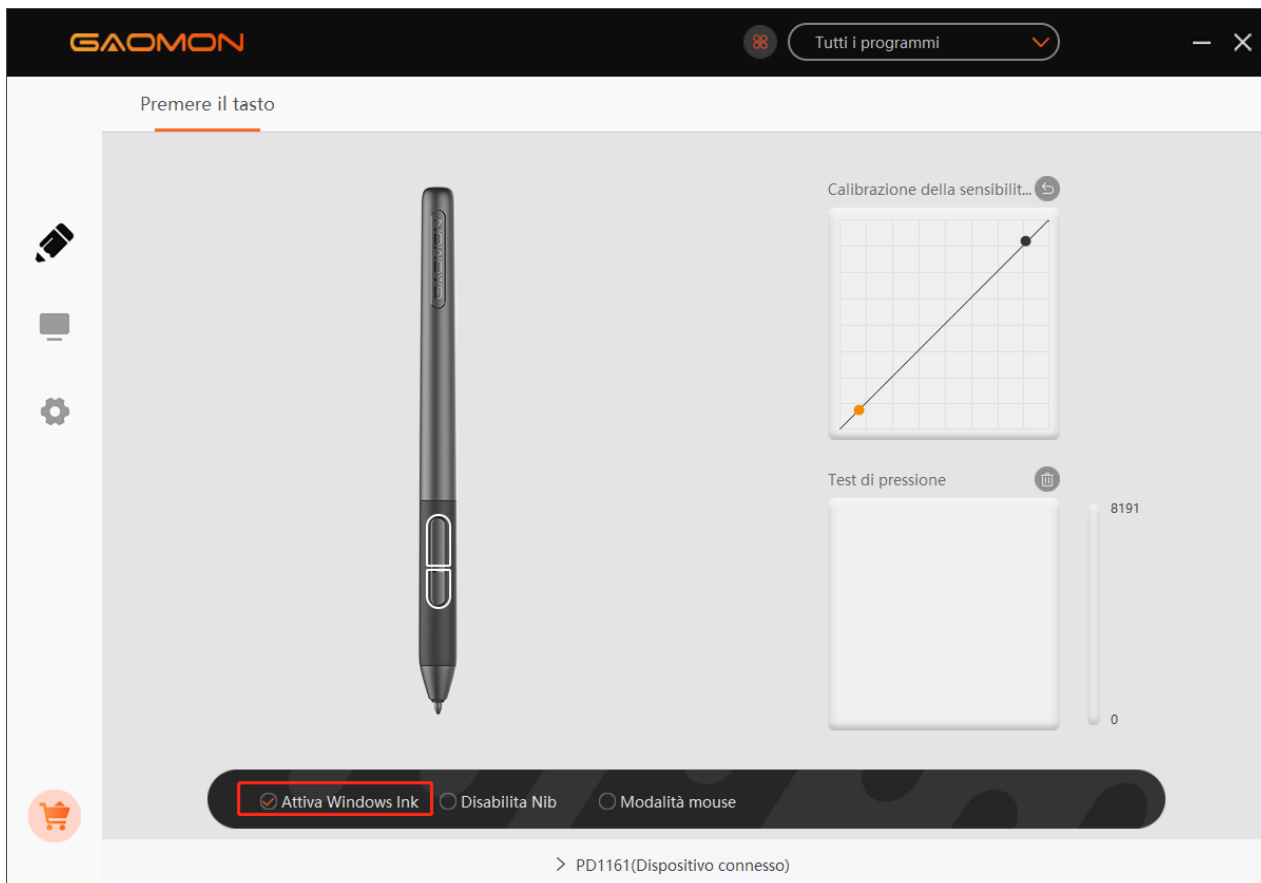 GAOMON
Tutti i programmi
Premere il tasto
Calibrazione della sensibilit...
GAOMON
Test di pressione
8191
0
Attiva Windows Ink
Disabilita Nib
Modalità mouse
PD1161(Dispositivo connesso)